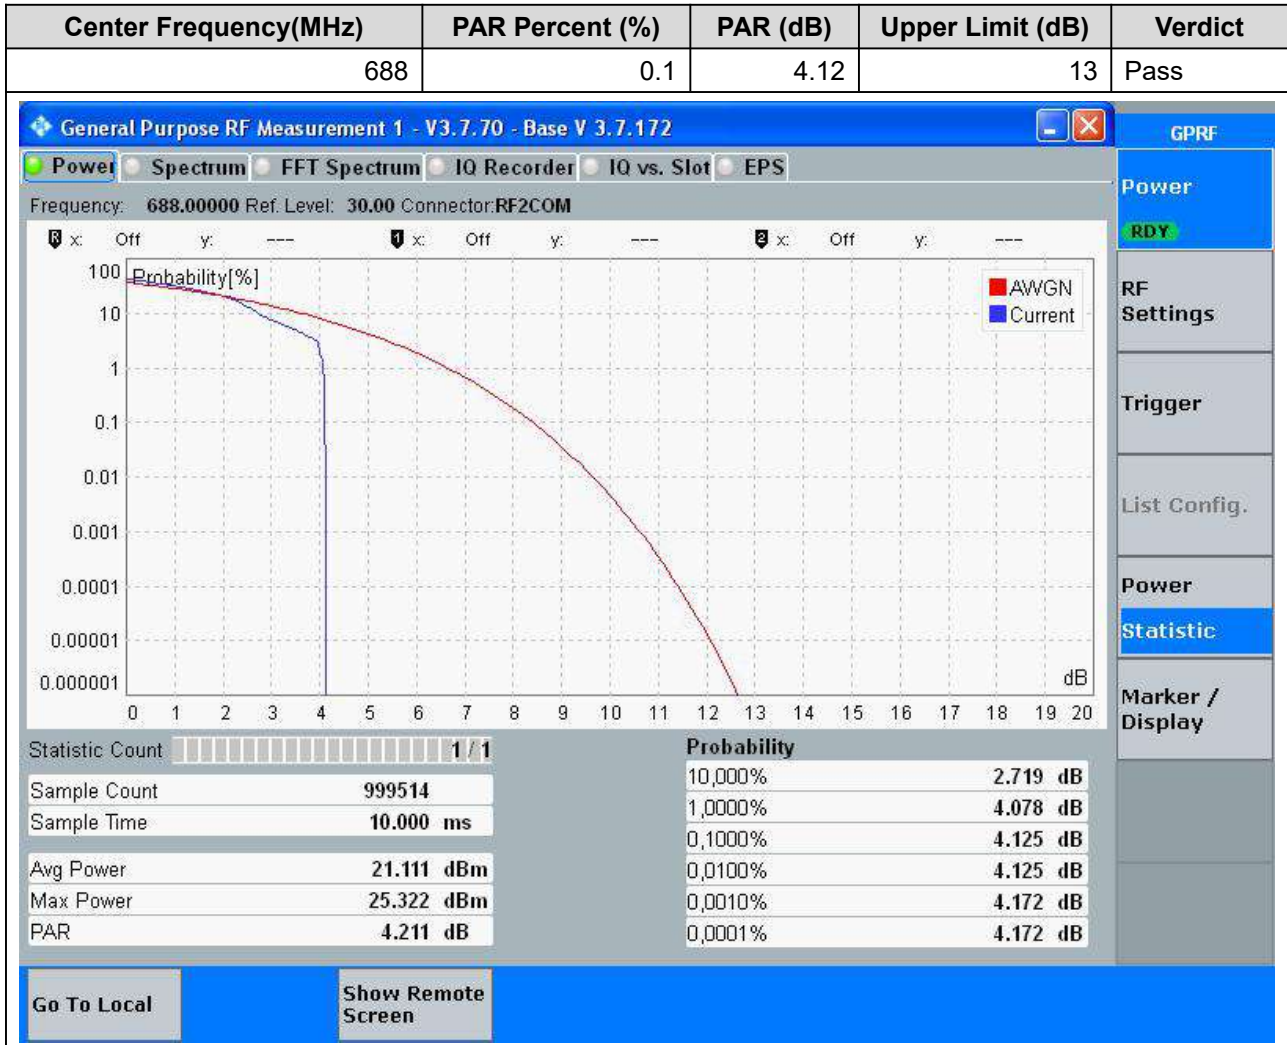 Center Frequency(MHz) PAR Percent (%) PAR (dB) Upper Limit (dB) Verdict
688 0.1 4.12 13 Pass
General Purpose RF Measurement 1 - V3.7.70 - Base V 3.7.172
GPRF
Power Spectrum FFT Spectrum IQ Recorder IQ vs. Slot EPS
Frequency: 688.00000 Ref. Level: 30.00 Connector:RF2COM
R x: Off y: --- 1 x: Off y: --- 2 x: Off y: ---
Probability[%]
AWGN
Current
100
10
1
0.1
0.01
0.001
0.0001
0.00001
0.000001
dB
0 1 2 3 4 5 6 7 8 9 10 11 12 13 14 15 16 17 18 19 20
Statistic Count 1 / 1
Sample Count 999514
Sample Time 10.000 ms
Avg Power 21.111 dBm
Max Power 25.322 dBm
PAR 4.211 dB
Probability
10,000% 2.719 dB
1,0000% 4.078 dB
0,1000% 4.125 dB
0,0100% 4.125 dB
0,0010% 4.172 dB
0,0001% 4.172 dB
Power
RDY
RF
Settings
Trigger
List Config.
Power
Statistic
Marker /
Display
Go To Local
Show Remote
Screen